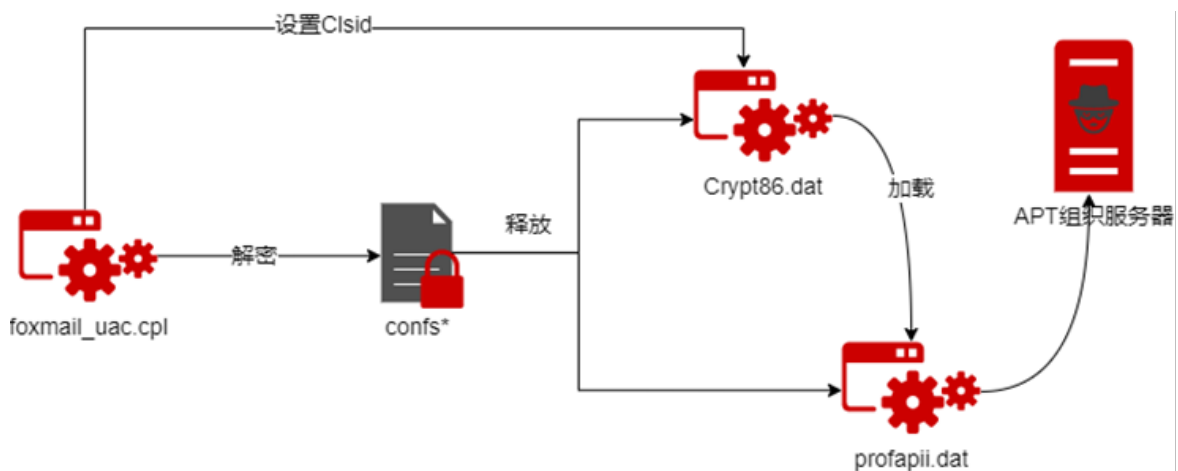 设置Clsid
Crypt86.dat
加载
APT组织服务器
释放
解密
foxmail_uac.cpl
confs*
profapii.dat